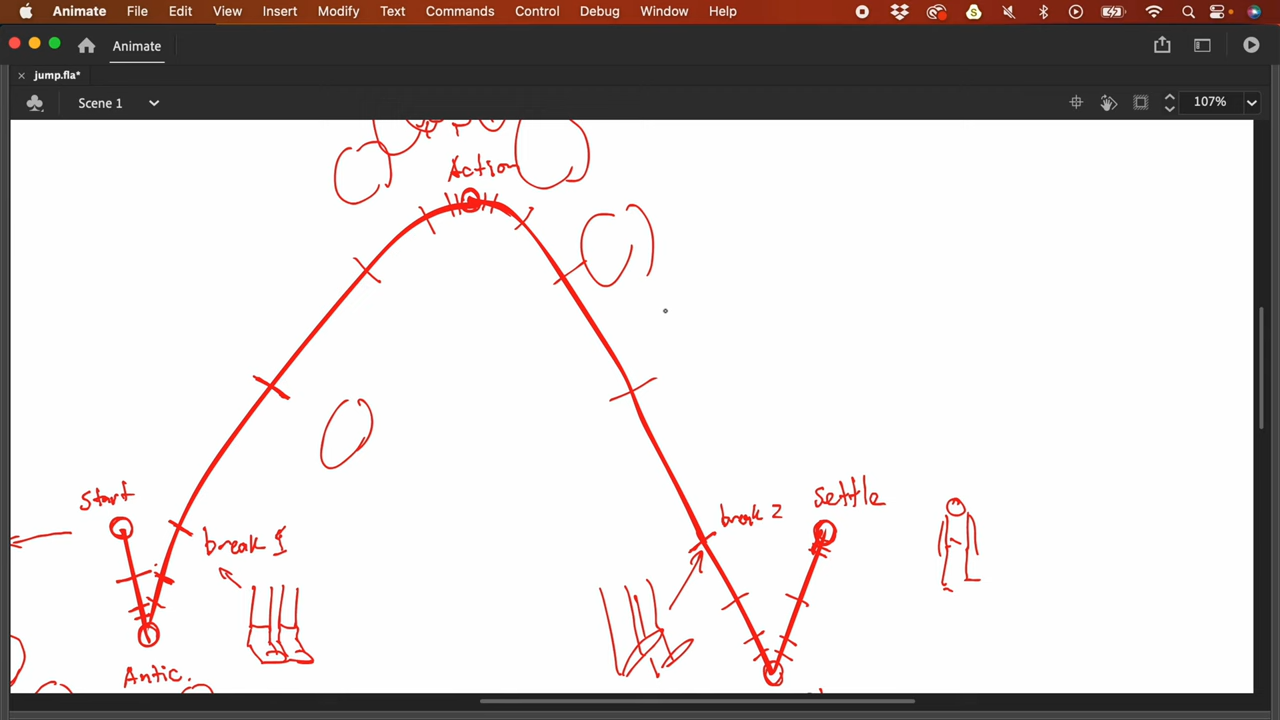 Animate File Edit View Insert Modify Text Commands Control Debug Window Help
Animate
jump.fla*
Scene 1
107%
Action
Start
break 1
break 2
Settle
Antic.